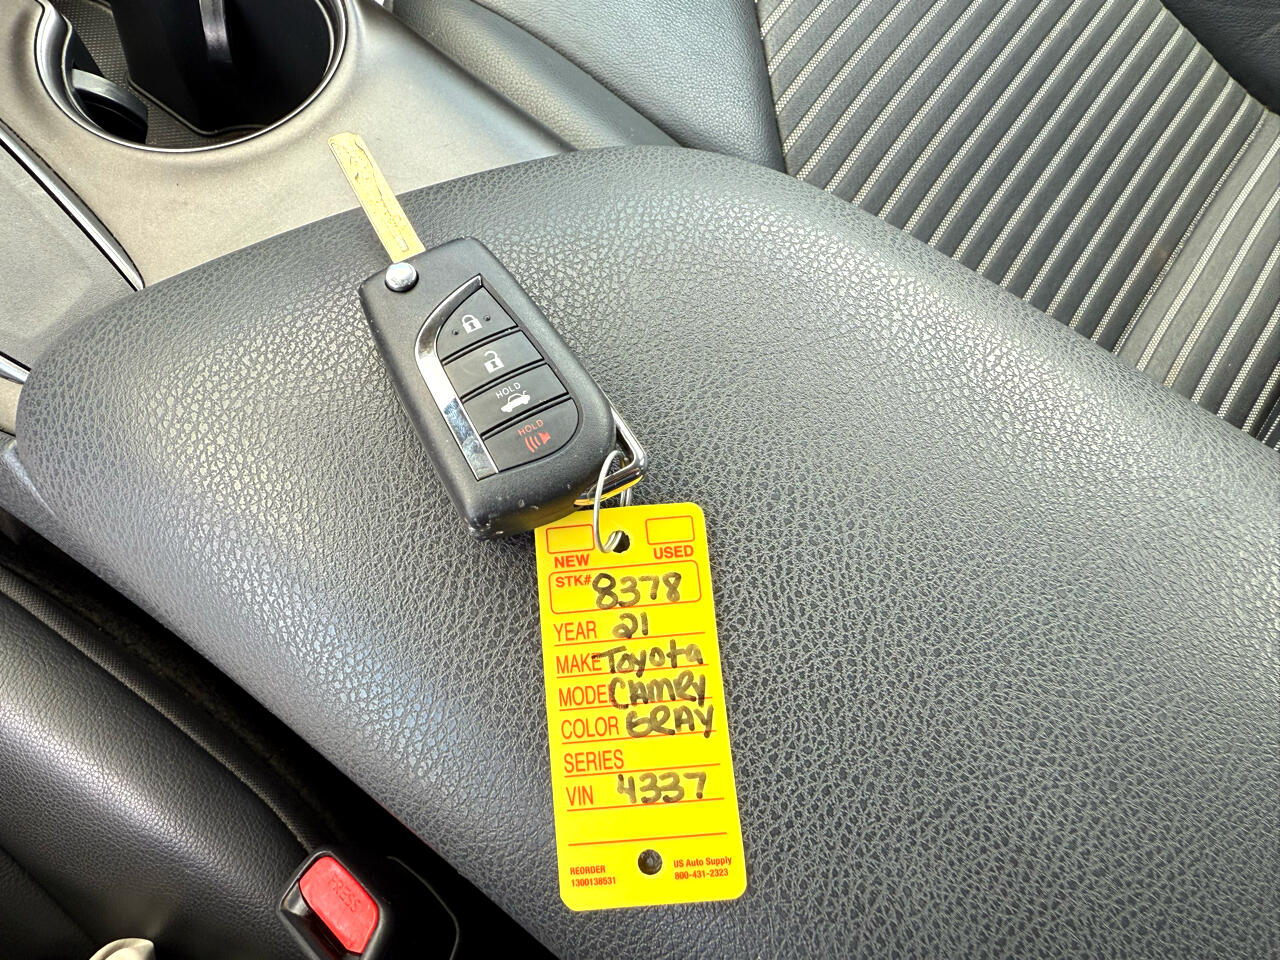 HOLD
HOLD
NEW USED
STK# 8378
YEAR 21
MAKE Toyota
MODEL CAMRY
COLOR GRAY
SERIES
VIN 4337
REORDER
1300138531
US Auto Supply
800-431-2323
PRESS